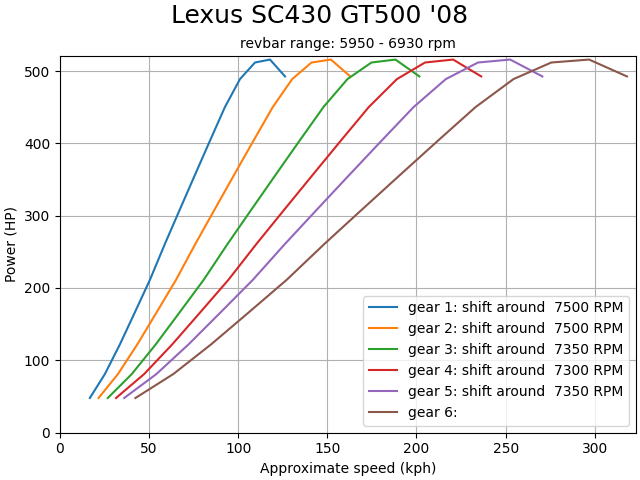 Lexus SC430 GT500 '08
revbar range: 5950 - 6930 rpm
500
400
300
200
100
0
Power (HP)
gear 1: shift around  7500 RPM
gear 2: shift around  7500 RPM
gear 3: shift around  7350 RPM
gear 4: shift around  7300 RPM
gear 5: shift around  7350 RPM
gear 6:
0 50 100 150 200 250 300
Approximate speed (kph)